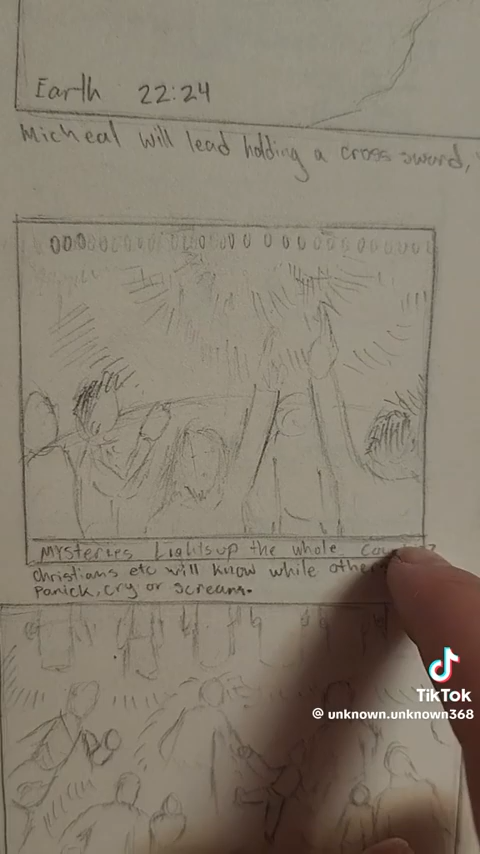 Earth 22:24
Micheal will lead holding a cross sword,
Mysteries Lights up the whole
Christians etc will know while others
Panick, cry or scream.
TikTok
@ unknown.unknown368